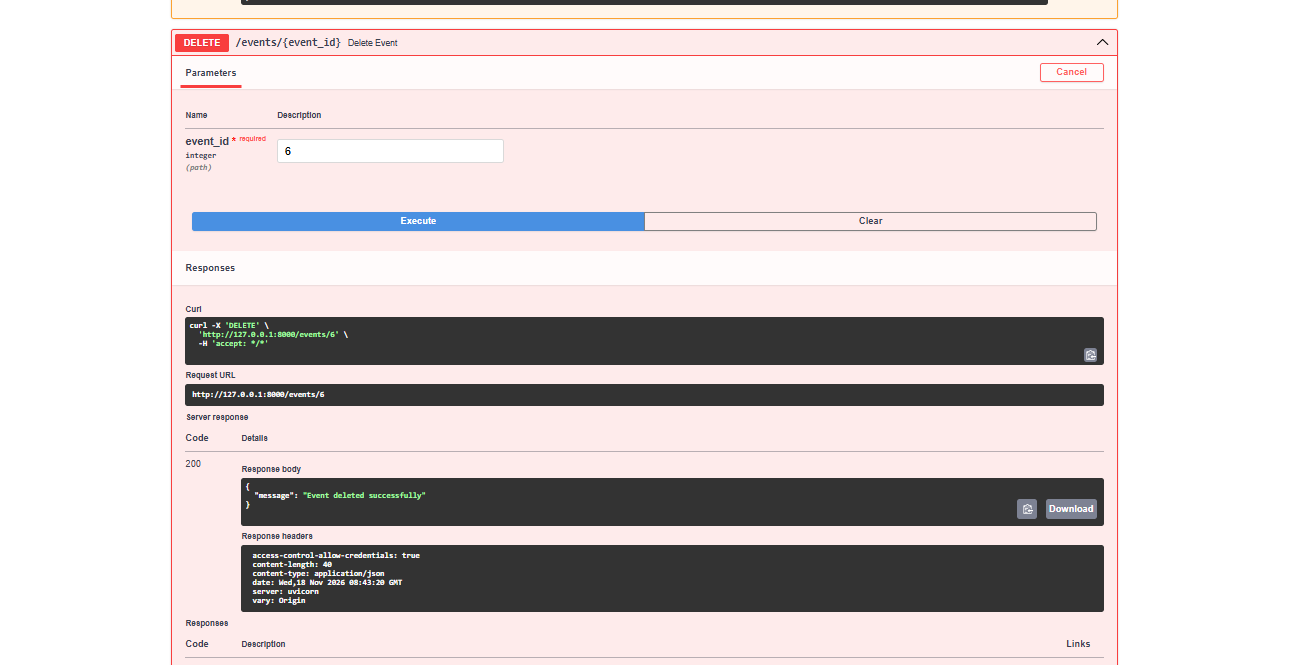 DELETE /events/{event_id} Delete Event
Parameters
Cancel
Name Description
event_id * required
integer
(path)
6
Execute Clear
Responses
Curl
curl -X 'DELETE' \
'http://127.0.0.1:8000/events/6' \
-H 'accept: */*'
Request URL
http://127.0.0.1:8000/events/6
Server response
Code Details
200
Response body
{
"message": "Event deleted successfully"
}
Download
Response headers
access-control-allow-credentials: true
content-length: 40
content-type: application/json
date: Wed,18 Nov 2026 08:43:20 GMT
server: uvicorn
vary: Origin
Responses
Code Description Links